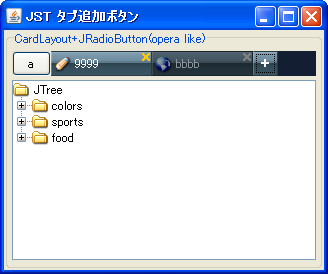 JST タブ追加ボタン
CardLayout+JRadioButton(opera like)
a 9999 bbbb +
JTree
colors
sports
food